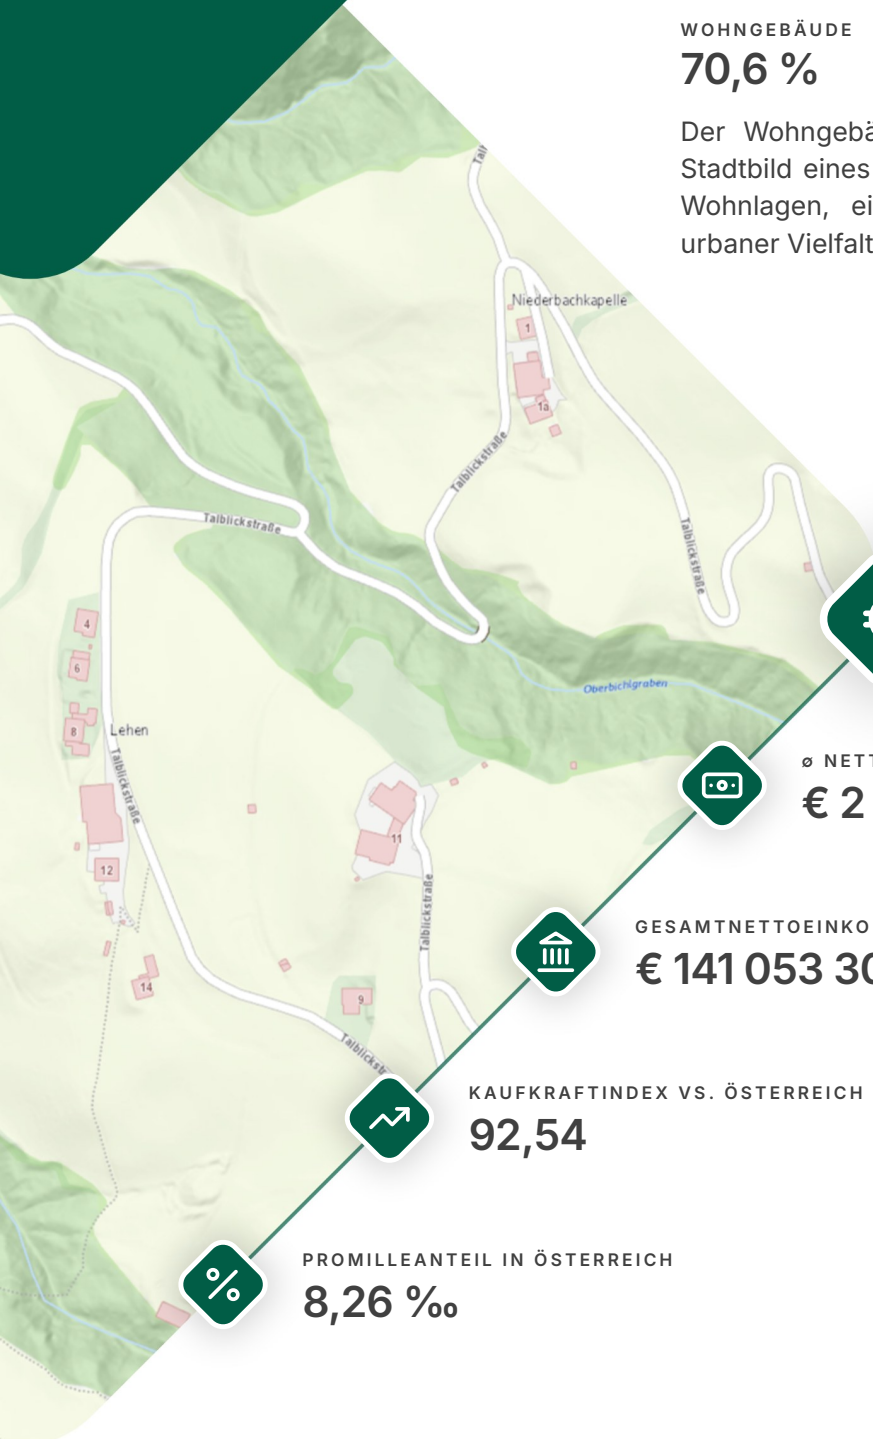 WOHNGEBÄUDE
70,6 %
Der Wohngebä
Stadtbild eines
Wohnlagen, ei
urbaner Vielfalt
Tal
Niederbachkapelle
1
13
Talblickstraße
Talblickstraße
Talblickstraße
4
6
8
Lehen
Talblickstraße
Oberbichlgraben
ø NETT
€ 2
11
12
Talblickstraße
GESAMTNETTOEINKO
€ 141 053 30
14
9
Talblickstr
KAUFKRAFTINDEX VS. ÖSTERREICH
92,54
PROMILLEANTEIL IN ÖSTERREICH
8,26 ‰